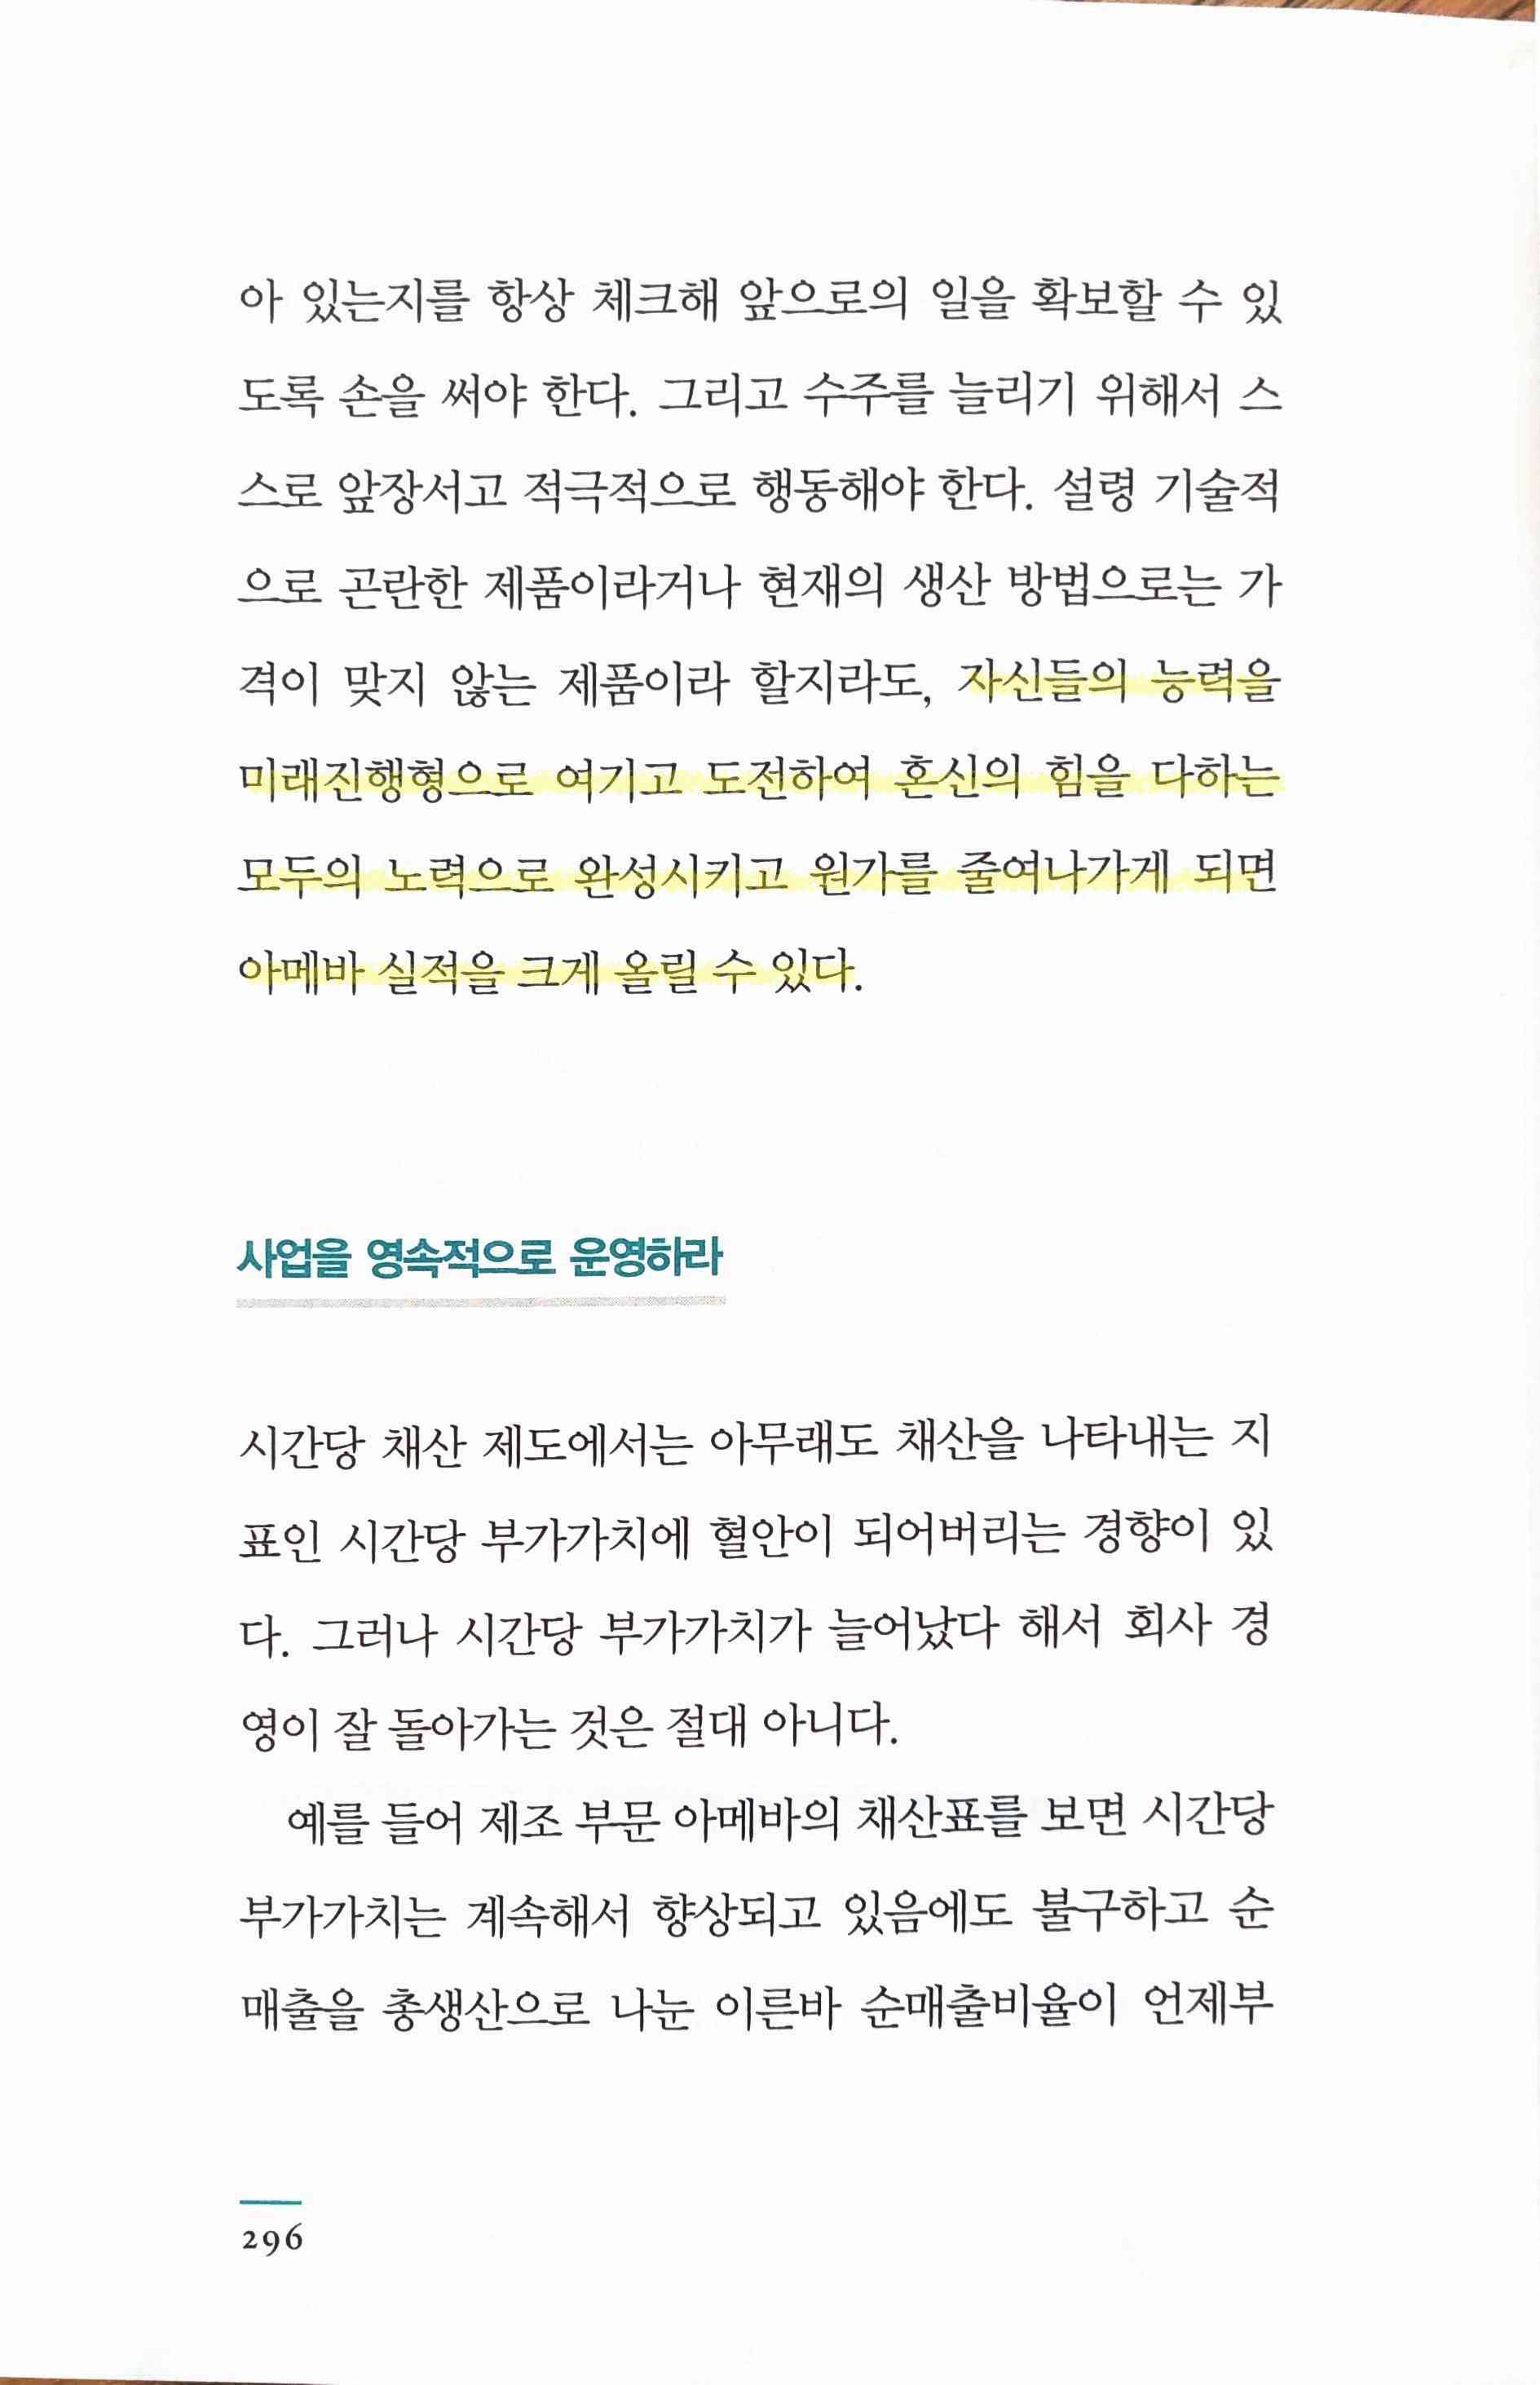 아 있는지를 항상 체크해 앞으로의 일을 확보할 수 있
도록 손을 써야 한다. 그리고 수주를 늘리기 위해서 스
스로 앞장서고 적극적으로 행동해야 한다. 설령 기술적
으로 곤란한 제품이라거나 현재의 생산 방법으로는 가
격이 맞지 않는 제품이라 할지라도, 자신들의 능력을
미래진행형으로 여기고 도전하여 혼신의 힘을 다하는
모두의 노력으로 완성시키고 원가를 줄여나가게 되면
아메바 실적을 크게 올릴 수 있다.
사업을 영속적으로 운영하라
시간당 채산 제도에서는 아무래도 채산을 나타내는 지
표인 시간당 부가가치에 혈안이 되어버리는 경향이 있
다. 그러나 시간당 부가가치가 늘어났다 해서 회사 경
영이 잘 돌아가는 것은 절대 아니다.
예를 들어 제조 부문 아메바의 채산표를 보면 시간당
부가가치는 계속해서 향상되고 있음에도 불구하고 순
매출을 총생산으로 나눈 이른바 순매출비율이 언제부
296